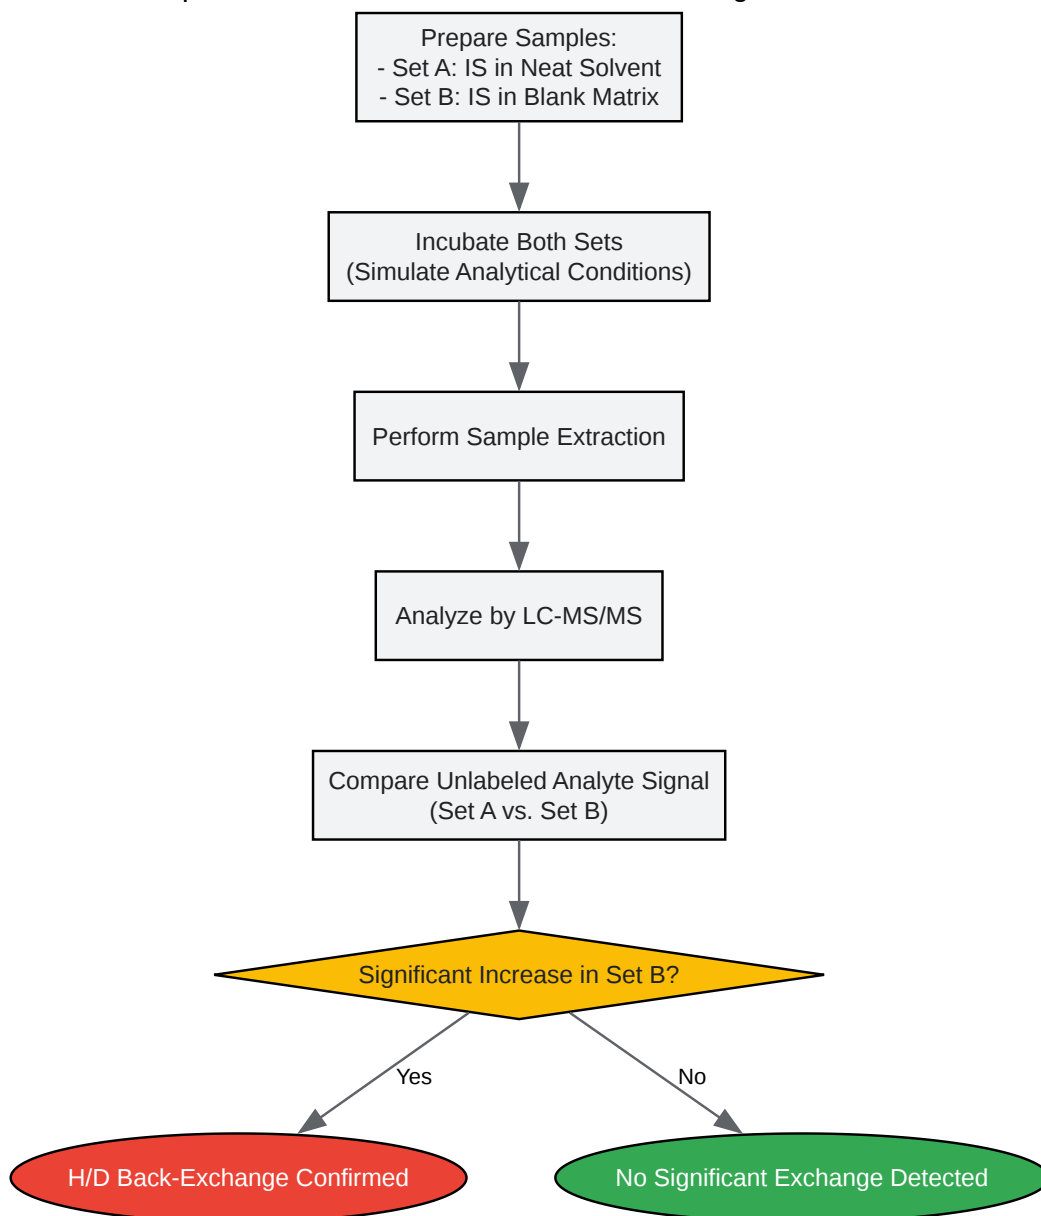 Prepare Samples:
- Set A: IS in Neat Solvent
- Set B: IS in Blank Matrix
Incubate Both Sets
(Simulate Analytical Conditions)
Perform Sample Extraction
Analyze by LC-MS/MS
Compare Unlabeled Analyte Signal
(Set A vs. Set B)
Significant Increase in Set B?
Yes
No
H/D Back-Exchange Confirmed
No Significant Exchange Detected